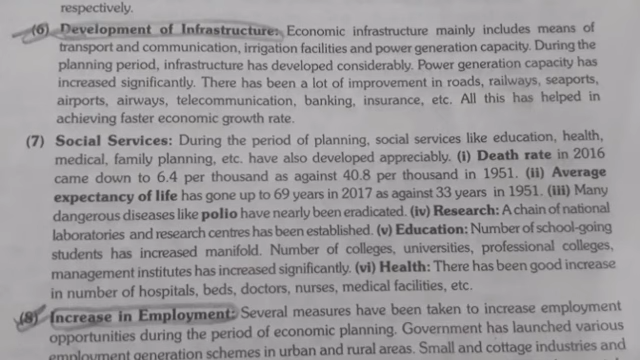 respectively.
(6) Development of Infrastructure: Economic infrastructure mainly includes means of
transport and communication, irrigation facilities and power generation capacity. During the
planning period, infrastructure has developed considerably. Power generation capacity has
increased significantly. There has been a lot of improvement in roads, railways, seaports,
airports, airways, telecommunication, banking, insurance, etc. All this has helped in
achieving faster economic growth rate.
(7) Social Services: During the period of planning, social services like education, health,
medical, family planning, etc. have also developed appreciably. (i) Death rate in 2016
came down to 6.4 per thousand as against 40.8 per thousand in 1951. (ii) Average
expectancy of life has gone up to 69 years in 2017 as against 33 years in 1951. (iii) Many
dangerous diseases like polio have nearly been eradicated. (iv) Research: A chain of national
laboratories and research centres has been established. (v) Education: Number of school-going
students has increased manifold. Number of colleges, universities, professional colleges,
management institutes has increased significantly. (vi) Health: There has been good increase
in number of hospitals, beds, doctors, nurses, medical facilities, etc.
(8) Increase in Employment: Several measures have been taken to increase employment
opportunities during the period of economic planning. Government has launched various
employment generation schemes in urban and rural areas. Small and cottage industries and